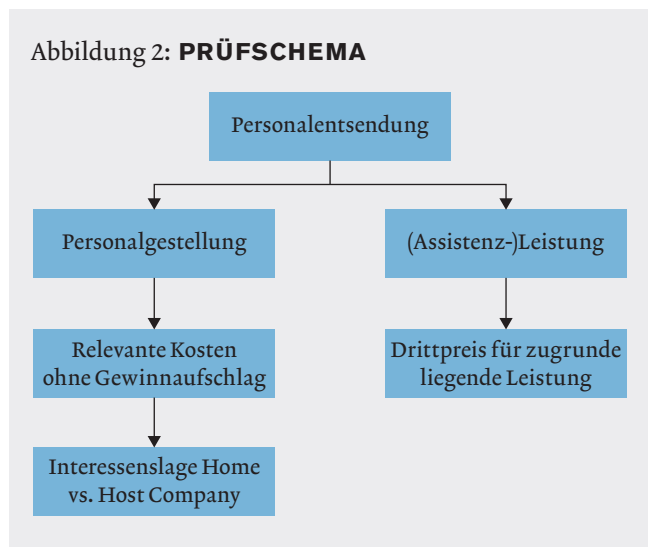 Abbildung 2: PRÜFSCHEMA
Personalentsendung
Personalgestellung
(Assistenz-)Leistung
Relevante Kosten
ohne Gewinnaufschlag
Drittpreis für zugrunde
liegende Leistung
Interessenslage Home
vs. Host Company